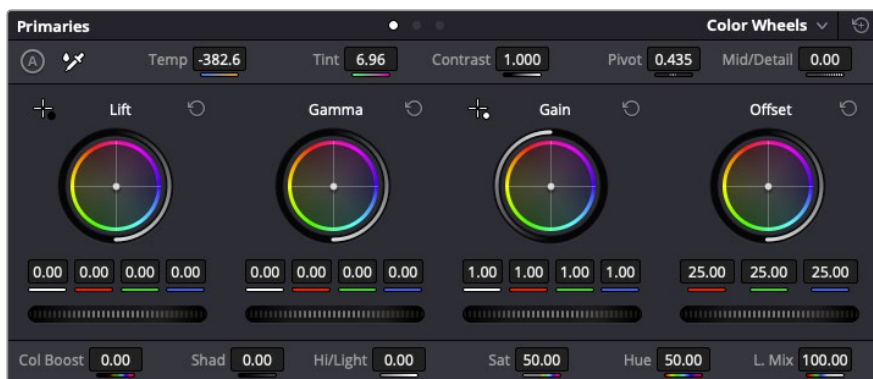 Primaries Color Wheels
A Temp -382.6 Tint 6.96 Contrast 1.000 Pivot 0.435 Mid/Detail 0.00
Lift Gamma Gain Offset
0.00 0.00 0.00 0.00 0.00 0.00 0.00 0.00 1.00 1.00 1.00 1.00 25.00 25.00 25.00
Col Boost 0.00 Shad 0.00 Hi/Light 0.00 Sat 50.00 Hue 50.00 L. Mix 100.00